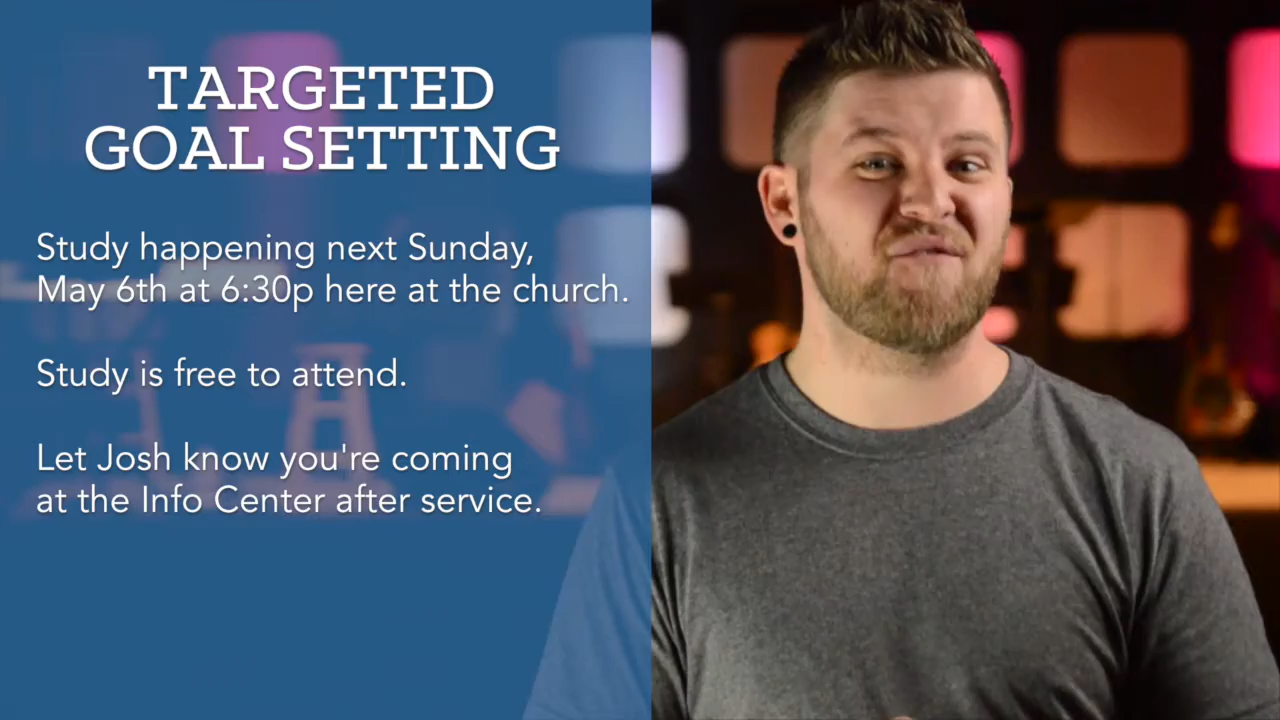 TARGETED
GOAL SETTING
Study happening next Sunday,
May 6th at 6:30p here at the church.
Study is free to attend.
Let Josh know you're coming
at the Info Center after service.